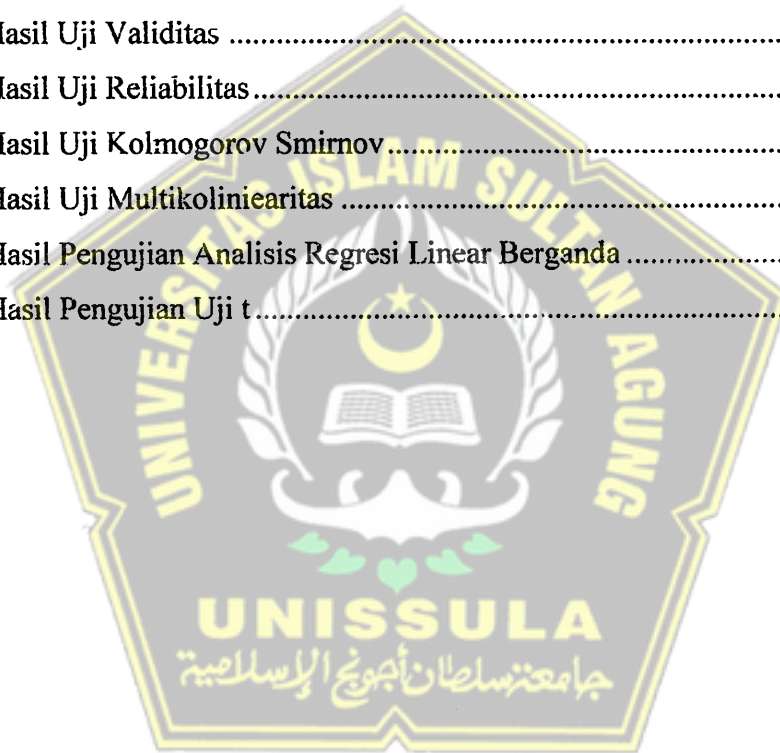 Hasil Uji Validitas ....................................................................................
Hasil Uji Reliabilitas ....................................................................................
Hasil Uji Kolmogorov Smirnov ....................................................................
Hasil Uji Multikoliniearitas ........................................................................
Hasil Pengujian Analisis Regresi Linear Berganda ....................
Hasil Pengujian Uji t ....................................................................................
UNIVERSITAS ISLAM SULTAN AGUNG
UNISSULA
جامعة سلطان أجونج الإسلامية